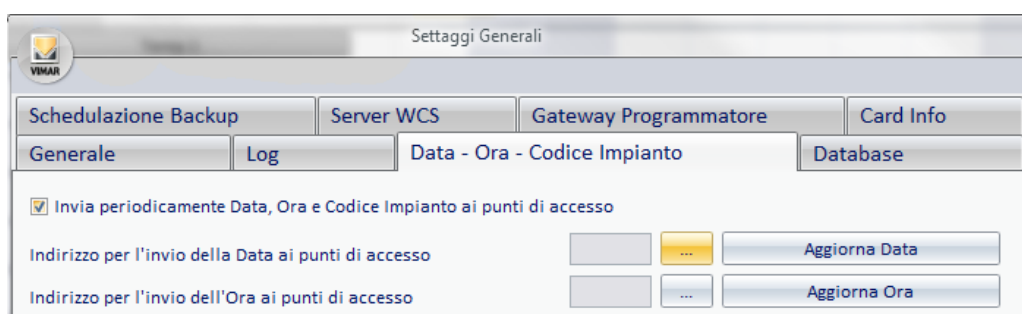 Settaggi Generali
VIMAR
Schedulazione Backup Server WCS Gateway Programmatore Card Info
Generale Log Data - Ora - Codice Impianto Database
Invia periodicamente Data, Ora e Codice Impianto ai punti di accesso
Indirizzo per l'invio della Data ai punti di accesso ... Aggiorna Data
Indirizzo per l'invio dell'Ora ai punti di accesso ... Aggiorna Ora